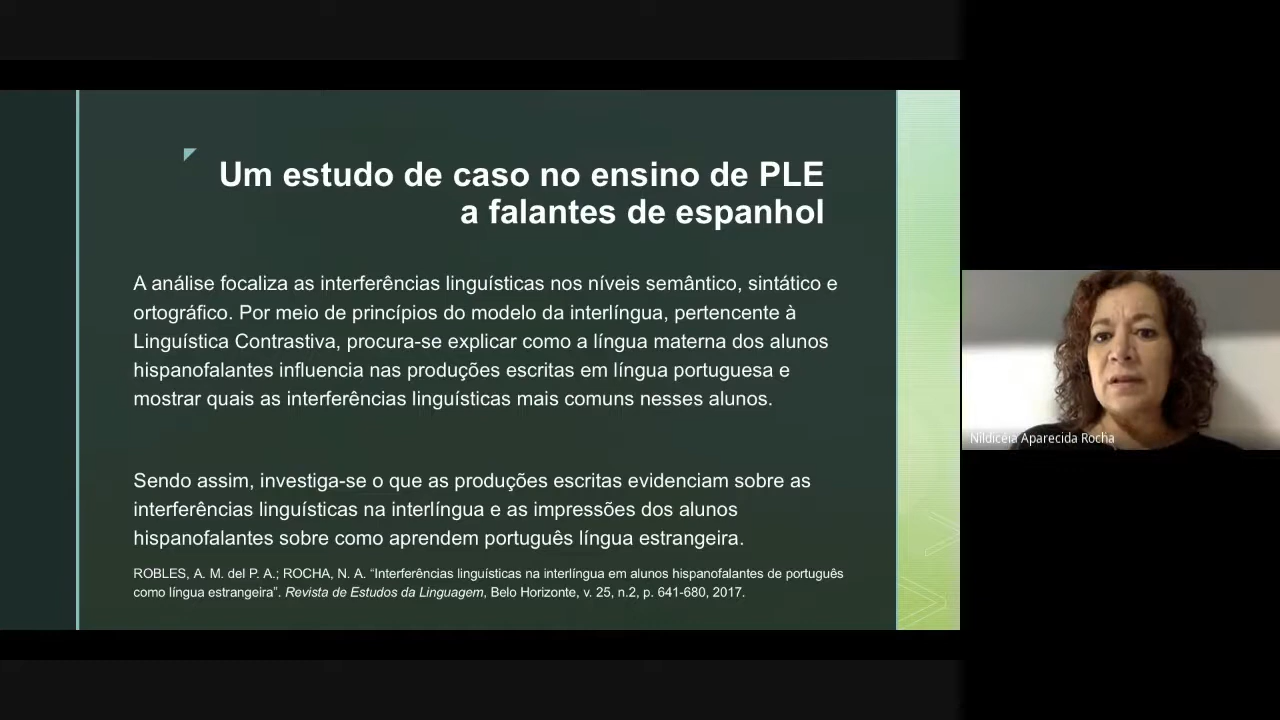 Um estudo de caso no ensino de PLE
a falantes de espanhol
A análise focaliza as interferências linguísticas nos níveis semântico, sintático e
ortográfico. Por meio de princípios do modelo da interlíngua, pertencente à
Linguística Contrastiva, procura-se explicar como a língua materna dos alunos
hispanofalantes influencia nas produções escritas em língua portuguesa e
mostrar quais as interferências linguísticas mais comuns nesses alunos.
Sendo assim, investiga-se o que as produções escritas evidenciam sobre as
interferências linguísticas na interlíngua e as impressões dos alunos
hispanofalantes sobre como aprendem português língua estrangeira.
ROBLES, A. M. del P. A.; ROCHA, N. A. “Interferências linguísticas na interlíngua em alunos hispanofalantes de português
como língua estrangeira”. Revista de Estudos da Linguagem, Belo Horizonte, v. 25, n.2, p. 641-680, 2017.
Nildicéia Aparecida Rocha